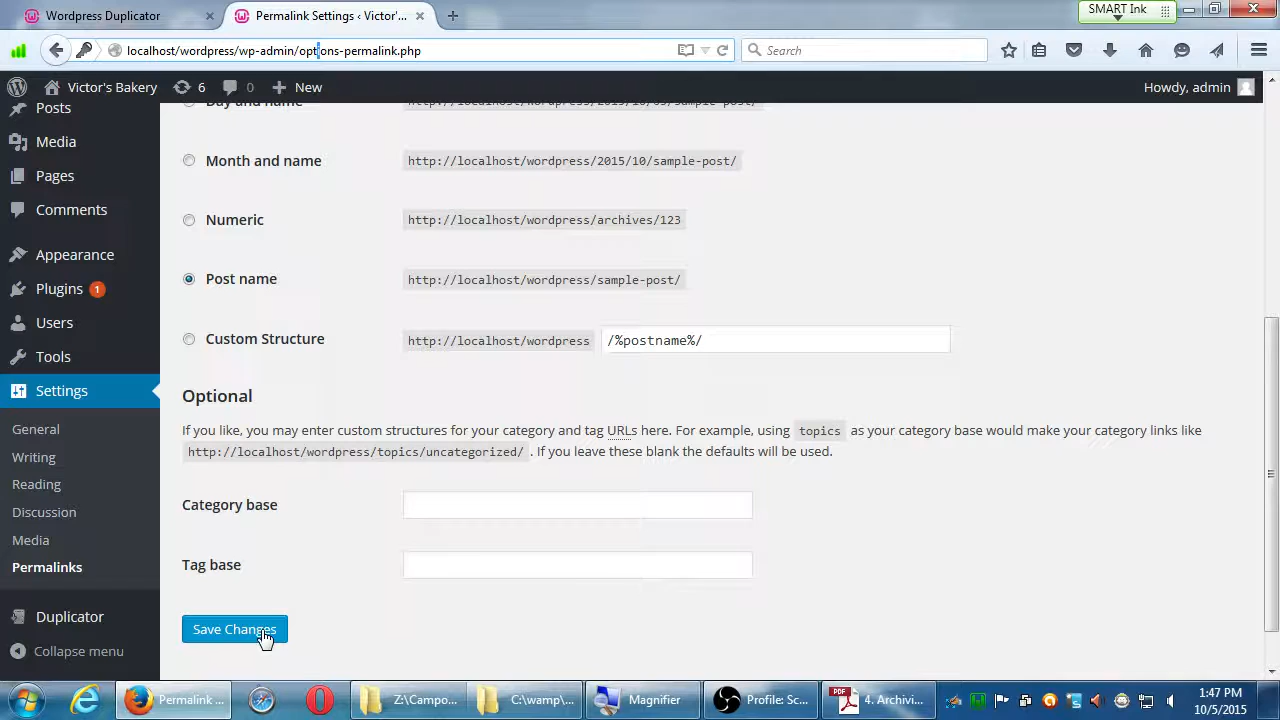 Wordpress Duplicator
Permalink Settings ‹ Victor'...
SMART Ink
localhost/wordpress/wp-admin/options-permalink.php
Search
Victor's Bakery 6 0 New
Howdy, admin
Posts
Media
Pages
Comments
Appearance
Plugins 1
Users
Tools
Settings
General
Writing
Reading
Discussion
Media
Permalinks
Duplicator
Collapse menu
Day and name http://localhost/wordpress/2015/10/05/sample-post/
Month and name http://localhost/wordpress/2015/10/sample-post/
Numeric http://localhost/wordpress/archives/123
Post name http://localhost/wordpress/sample-post/
Custom Structure http://localhost/wordpress /%postname%/
Optional
If you like, you may enter custom structures for your category and tag URLs here. For example, using topics as your category base would make your category links like
http://localhost/wordpress/topics/uncategorized/ . If you leave these blank the defaults will be used.
Category base
Tag base
Save Changes
Permalink ...
Z:\Campo...
C:\wamp\...
Magnifier
Profile: Sc...
PDF
4. Archivi...
1:47 PM
10/5/2015